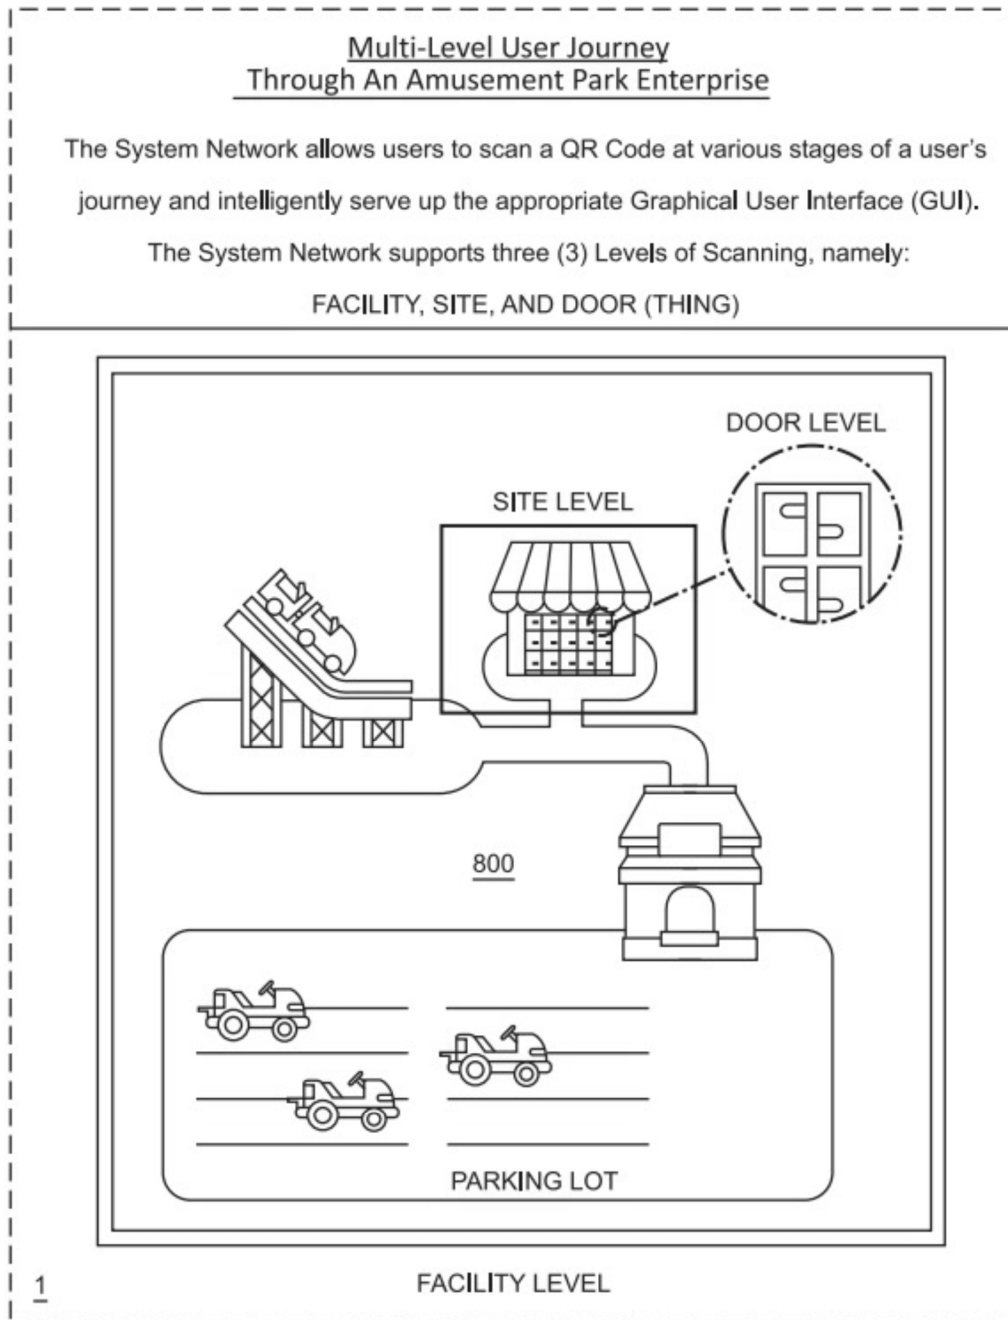 Multi-Level User Journey
Through An Amusement Park Enterprise
The System Network allows users to scan a QR Code at various stages of a user's
journey and intelligently serve up the appropriate Graphical User Interface (GUI).
The System Network supports three (3) Levels of Scanning, namely:
FACILITY, SITE, AND DOOR (THING)
DOOR LEVEL
SITE LEVEL
800
PARKING LOT
1
FACILITY LEVEL